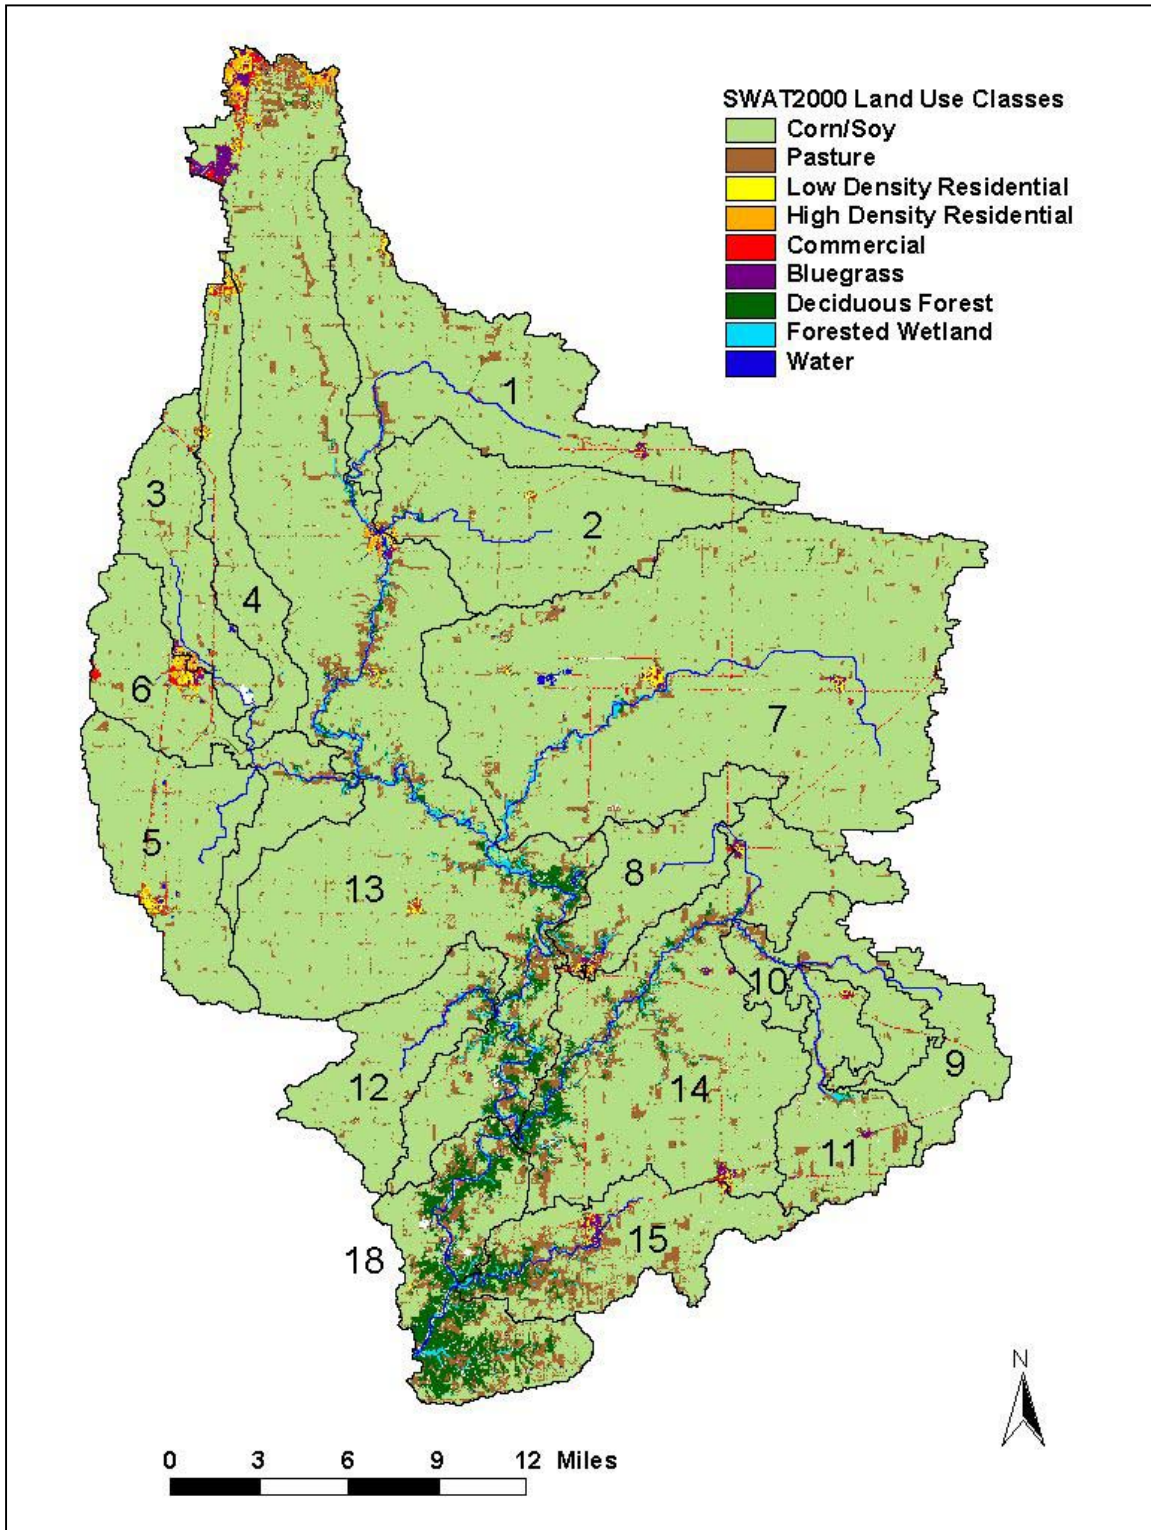 SWAT2000 Land Use Classes
Corn/Soy
Pasture
Low Density Residential
High Density Residential
Commercial
Bluegrass
Deciduous Forest
Forested Wetland
Water
1
2
3
4
6
7
5
8
13
10
9
12
14
11
15
18
N
0 3 6 9 12 Miles